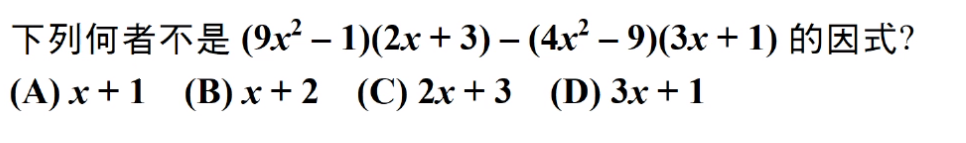 下列何者不是 (9x² – 1)(2x + 3) – (4x² – 9)(3x + 1) 的因式?
(A) x + 1 (B) x + 2 (C) 2x + 3 (D) 3x + 1